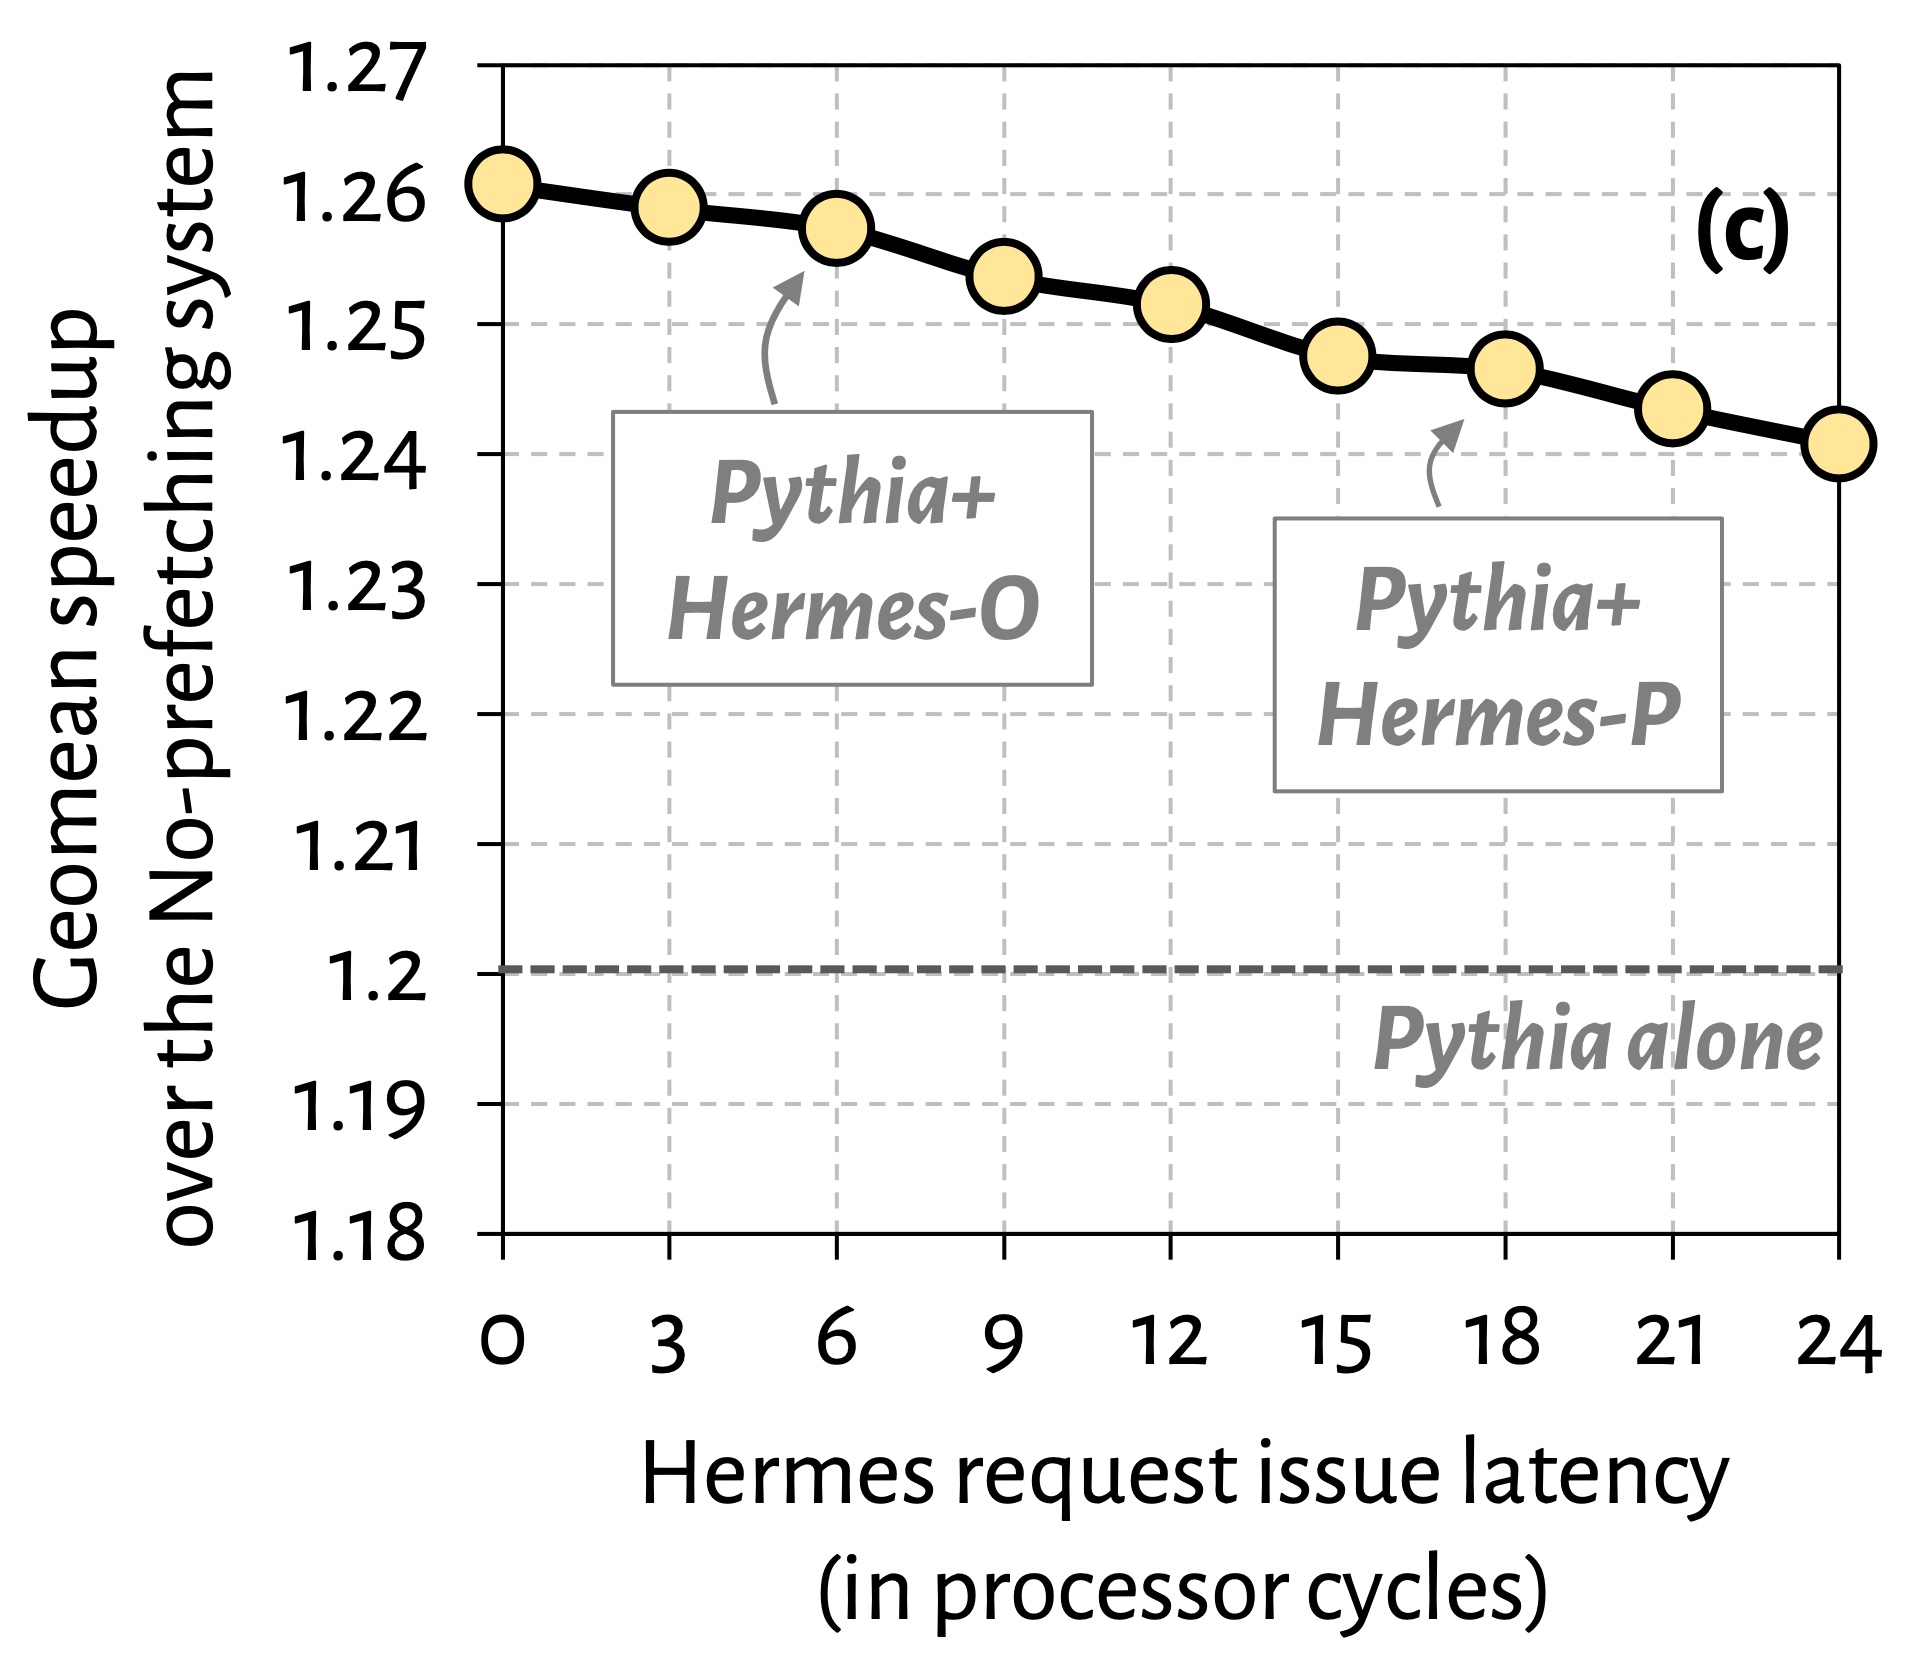 Geomean speedup
over the No-prefetching system
1.27
1.26
1.25
1.24
1.23
1.22
1.21
1.2
1.19
1.18
(c)
Pythia+
Hermes-O
Pythia+
Hermes-P
Pythia alone
0 3 6 9 12 15 18 21 24
Hermes request issue latency
(in processor cycles)